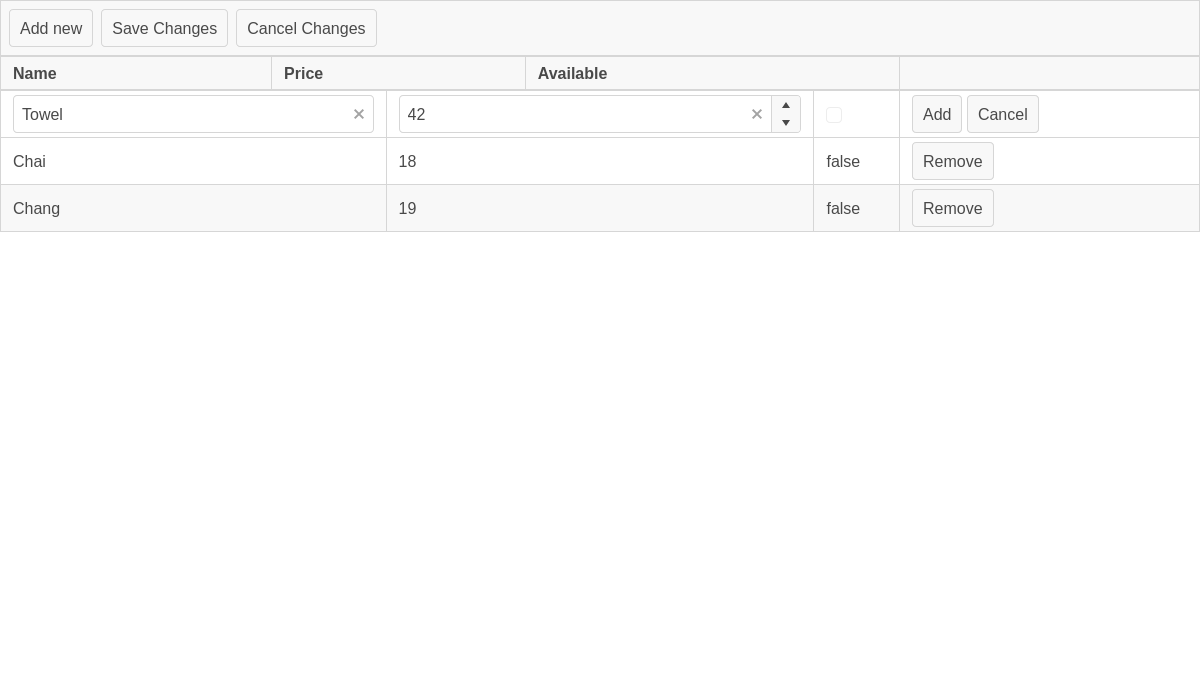 Add new Save Changes Cancel Changes
Name Price Available
Towel 42 Add Cancel
Chai 18 false Remove
Chang 19 false Remove